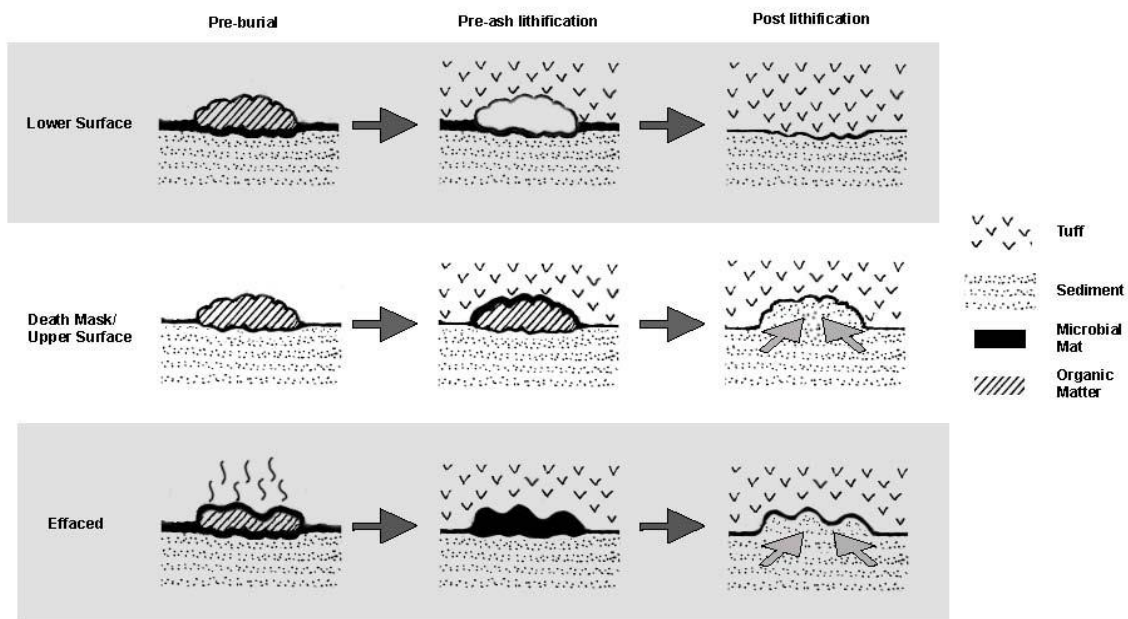 Pre-burial
Pre-ash lithification
Post lithification
Lower Surface
Death Mask/
Upper Surface
Effaced
Tuff
Sediment
Microbial
Mat
Organic
Matter